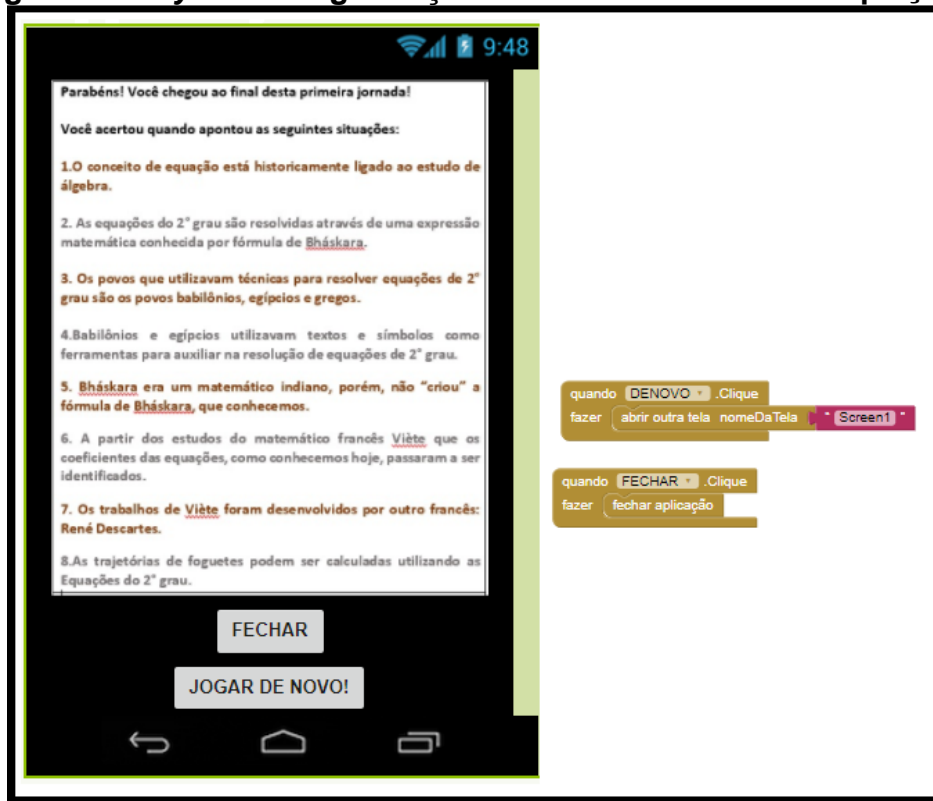 9:48
Parabéns! Você chegou ao final desta primeira jornada!
Você acertou quando apontou as seguintes situações:
1.O conceito de equação está historicamente ligado ao estudo de
álgebra.
2. As equações do 2° grau são resolvidas através de uma expressão
matemática conhecida por fórmula de Bháskara.
3. Os povos que utilizavam técnicas para resolver equações de 2°
grau são os povos babilônios, egípcios e gregos.
4.Babilônios e egípcios utilizavam textos e símbolos como
ferramentas para auxiliar na resolução de equações de 2° grau.
5. Bháskara era um matemático indiano, porém, não “criou” a
fórmula de Bháskara, que conhecemos.
6. A partir dos estudos do matemático francês Viète que os
coeficientes das equações, como conhecemos hoje, passaram a ser
identificados.
7. Os trabalhos de Viète foram desenvolvidos por outro francês:
René Descartes.
8.As trajetórias de foguetes podem ser calculadas utilizando as
Equações do 2° grau.
FECHAR
JOGAR DE NOVO!
quando DENOVO .Clique
fazer abrir outra tela nomeDaTela " Screen1 "
quando FECHAR .Clique
fazer fechar aplicação